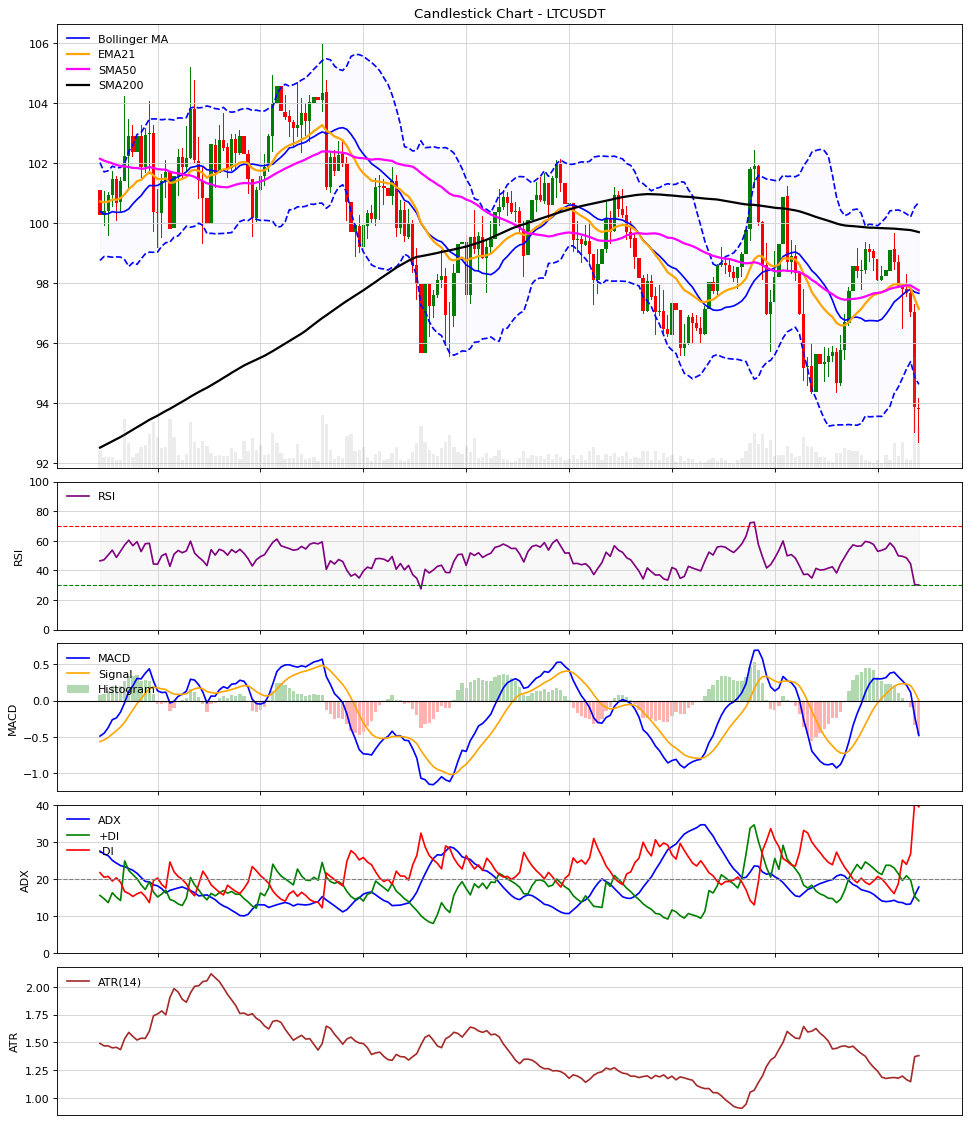 Candlestick Chart - LTCUSDT
Bollinger MA
EMA21
SMA50
SMA200
106
104
102
100
98
96
94
92
RSI
RSI
100
80
60
40
20
0
MACD
Signal
Histogram
MACD
0.5
0.0
−0.5
−1.0
ADX
+DI
-DI
ADX
40
30
20
10
0
ATR(14)
ATR
2.00
1.75
1.50
1.25
1.00